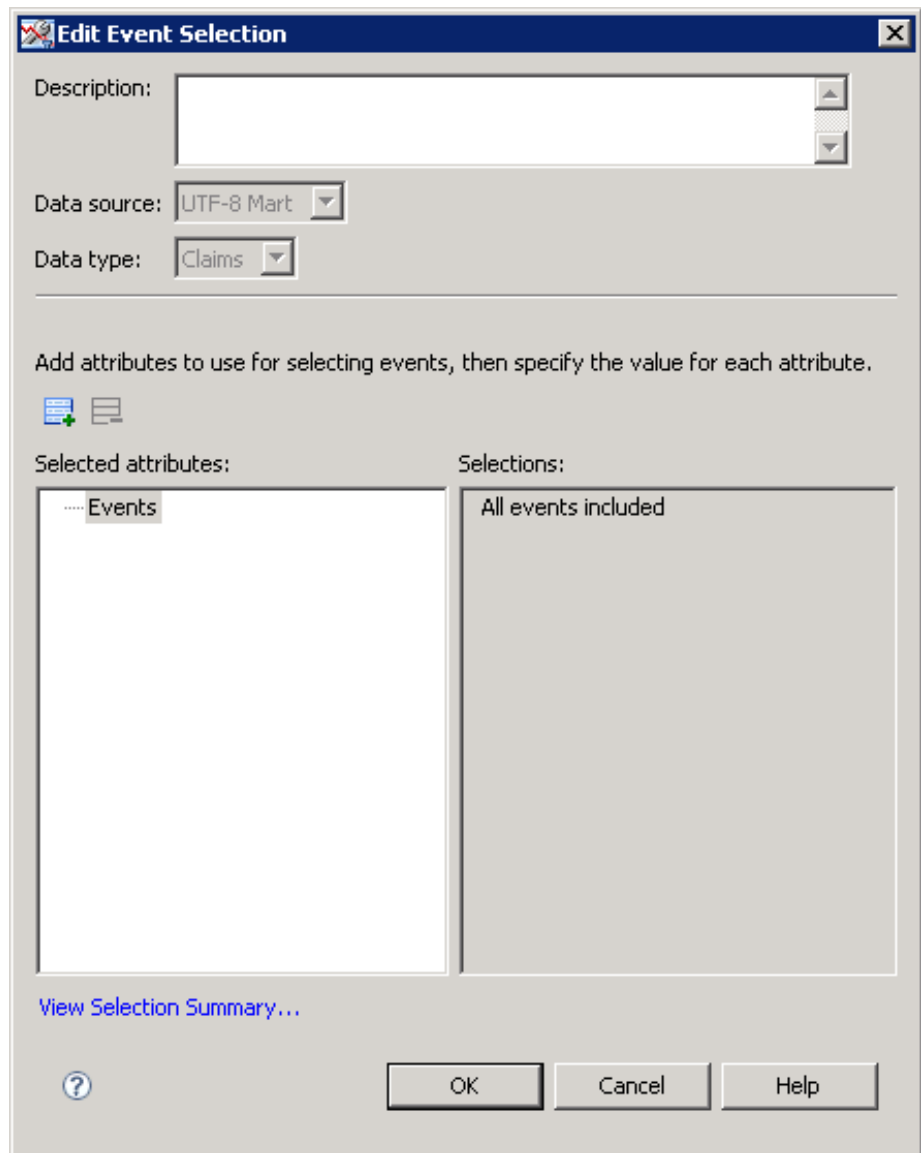 Edit Event Selection
Description:
Data source: UTF-8 Mart
Data type: Claims
Add attributes to use for selecting events, then specify the value for each attribute.
Selected attributes: Selections:
Events All events included
View Selection Summary...
? OK Cancel Help